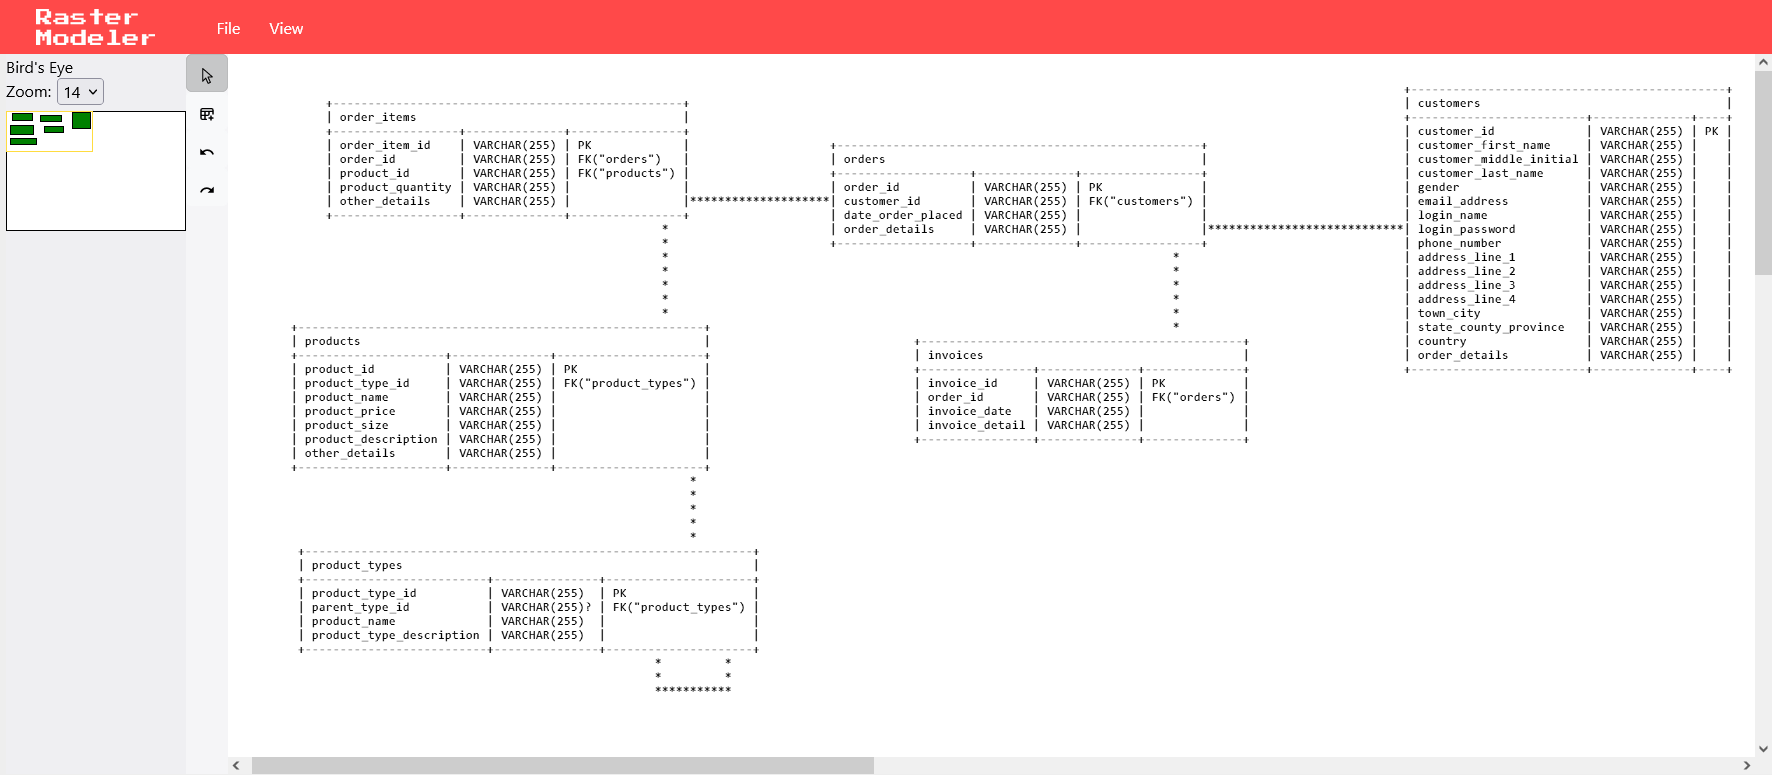 Raster
Modeler
File
View
Bird's Eye
Zoom: 14
order_items
order_item_id | VARCHAR(255) | PK
order_id | VARCHAR(255) | FK("orders")
product_id | VARCHAR(255) | FK("products")
product_quantity | VARCHAR(255) |
other_details | VARCHAR(255) |
orders
order_id | VARCHAR(255) | PK
customer_id | VARCHAR(255) | FK("customers")
date_order_placed | VARCHAR(255) |
order_details | VARCHAR(255) |
customers
customer_id | VARCHAR(255) | PK
customer_first_name | VARCHAR(255) |
customer_middle_initial | VARCHAR(255) |
customer_last_name | VARCHAR(255) |
gender | VARCHAR(255) |
email_address | VARCHAR(255) |
login_name | VARCHAR(255) |
login_password | VARCHAR(255) |
phone_number | VARCHAR(255) |
address_line_1 | VARCHAR(255) |
address_line_2 | VARCHAR(255) |
address_line_3 | VARCHAR(255) |
address_line_4 | VARCHAR(255) |
town_city | VARCHAR(255) |
state_county_province | VARCHAR(255) |
country | VARCHAR(255) |
order_details | VARCHAR(255) |
products
product_id | VARCHAR(255) | PK
product_type_id | VARCHAR(255) | FK("product_types")
product_name | VARCHAR(255) |
product_price | VARCHAR(255) |
product_size | VARCHAR(255) |
product_description | VARCHAR(255) |
other_details | VARCHAR(255) |
invoices
invoice_id | VARCHAR(255) | PK
order_id | VARCHAR(255) | FK("orders")
invoice_date | VARCHAR(255) |
invoice_detail | VARCHAR(255) |
product_types
product_type_id | VARCHAR(255) | PK
parent_type_id | VARCHAR(255)? | FK("product_types")
product_name | VARCHAR(255) |
product_type_description | VARCHAR(255) |